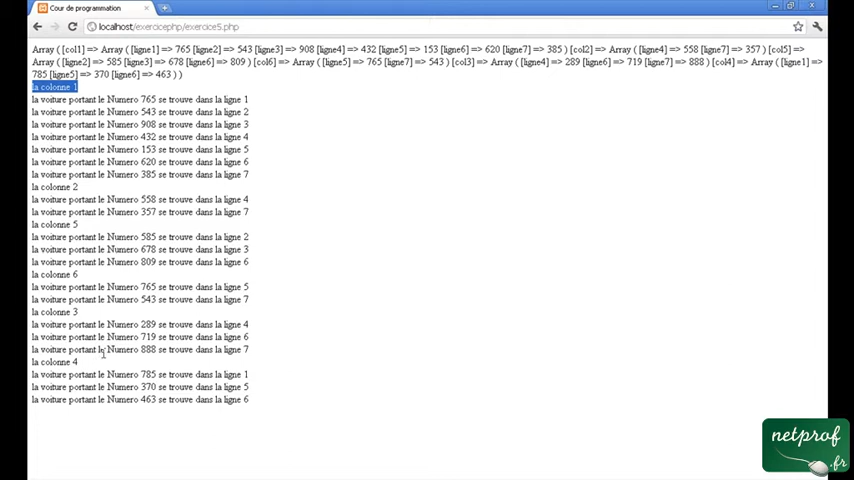 Cour de programmation
localhost/exercicephp/exercice5.php
Array ( [col1] => Array ( [ligne1] => 765 [ligne2] => 543 [ligne3] => 908 [ligne4] => 432 [ligne5] => 153 [ligne6] => 620 [ligne7] => 385 ) [col2] => Array ( [ligne4] => 558 [ligne7] => 357 ) [col5] =>
Array ( [ligne2] => 585 [ligne3] => 678 [ligne6] => 809 ) [col6] => Array ( [ligne5] => 765 [ligne7] => 543 ) [col3] => Array ( [ligne4] => 289 [ligne6] => 719 [ligne7] => 888 ) [col4] => Array ( [ligne1] =>
785 [ligne5] => 370 [ligne6] => 463 ) )
la colonne 1
la voiture portant le Numero 765 se trouve dans la ligne 1
la voiture portant le Numero 543 se trouve dans la ligne 2
la voiture portant le Numero 908 se trouve dans la ligne 3
la voiture portant le Numero 432 se trouve dans la ligne 4
la voiture portant le Numero 153 se trouve dans la ligne 5
la voiture portant le Numero 620 se trouve dans la ligne 6
la voiture portant le Numero 385 se trouve dans la ligne 7
la colonne 2
la voiture portant le Numero 558 se trouve dans la ligne 4
la voiture portant le Numero 357 se trouve dans la ligne 7
la colonne 5
la voiture portant le Numero 585 se trouve dans la ligne 2
la voiture portant le Numero 678 se trouve dans la ligne 3
la voiture portant le Numero 809 se trouve dans la ligne 6
la colonne 6
la voiture portant le Numero 765 se trouve dans la ligne 5
la voiture portant le Numero 543 se trouve dans la ligne 7
la colonne 3
la voiture portant le Numero 289 se trouve dans la ligne 4
la voiture portant le Numero 719 se trouve dans la ligne 6
la voiture portant le Numero 888 se trouve dans la ligne 7
la colonne 4
la voiture portant le Numero 785 se trouve dans la ligne 1
la voiture portant le Numero 370 se trouve dans la ligne 5
la voiture portant le Numero 463 se trouve dans la ligne 6
netprof
.fr